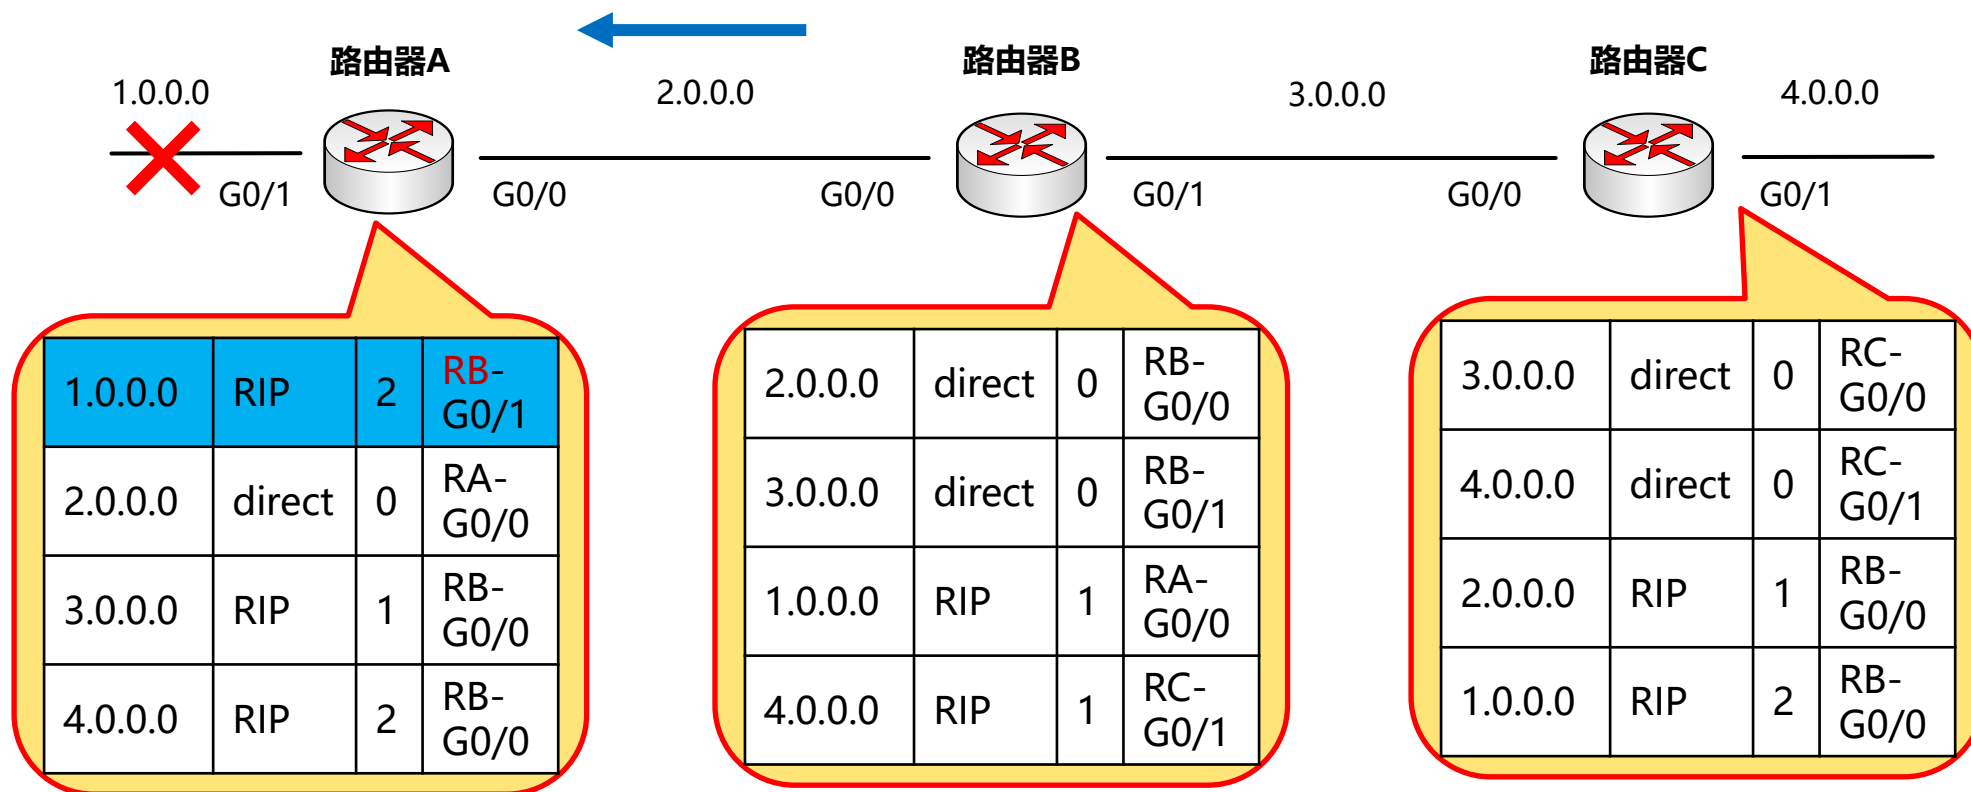 路由器A
路由器B
路由器C
1.0.0.0
2.0.0.0
3.0.0.0
4.0.0.0
G0/1
G0/0
G0/0
G0/1
G0/0
G0/1
1.0.0.0 RIP 2 RB-
G0/1
2.0.0.0 direct 0 RA-
G0/0
3.0.0.0 RIP 1 RB-
G0/0
4.0.0.0 RIP 2 RB-
G0/0
2.0.0.0 direct 0 RB-
G0/0
3.0.0.0 direct 0 RB-
G0/1
1.0.0.0 RIP 1 RA-
G0/0
4.0.0.0 RIP 1 RC-
G0/1
3.0.0.0 direct 0 RC-
G0/0
4.0.0.0 direct 0 RC-
G0/1
2.0.0.0 RIP 1 RB-
G0/0
1.0.0.0 RIP 2 RB-
G0/0